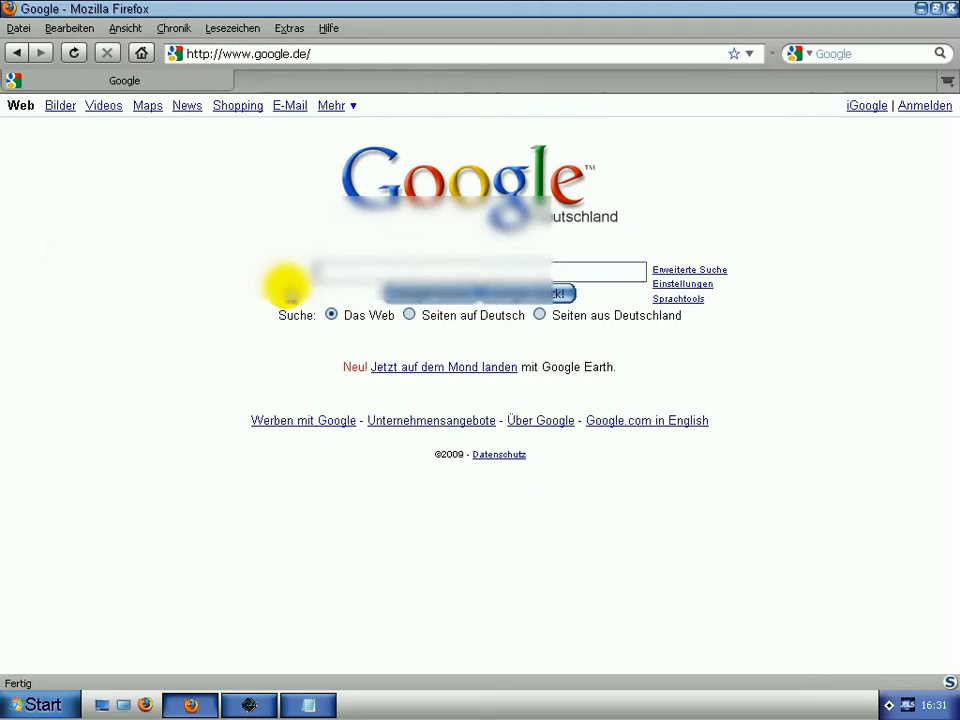 Google - Mozilla Firefox
Datei Bearbeiten Ansicht Chronik Lesezeichen Extras Hilfe
http://www.google.de/ Google
Google
Web Bilder Videos Maps News Shopping E-Mail Mehr ▼ iGoogle | Anmelden
Google™
utschland
Erweiterte Suche
Einstellungen
Sprachtools
Suche: Das Web Seiten auf Deutsch Seiten aus Deutschland
Neu! Jetzt auf dem Mond landen mit Google Earth.
Werben mit Google - Unternehmensangebote - Über Google - Google.com in English
©2009 - Datenschutz
Fertig
Start 16:31